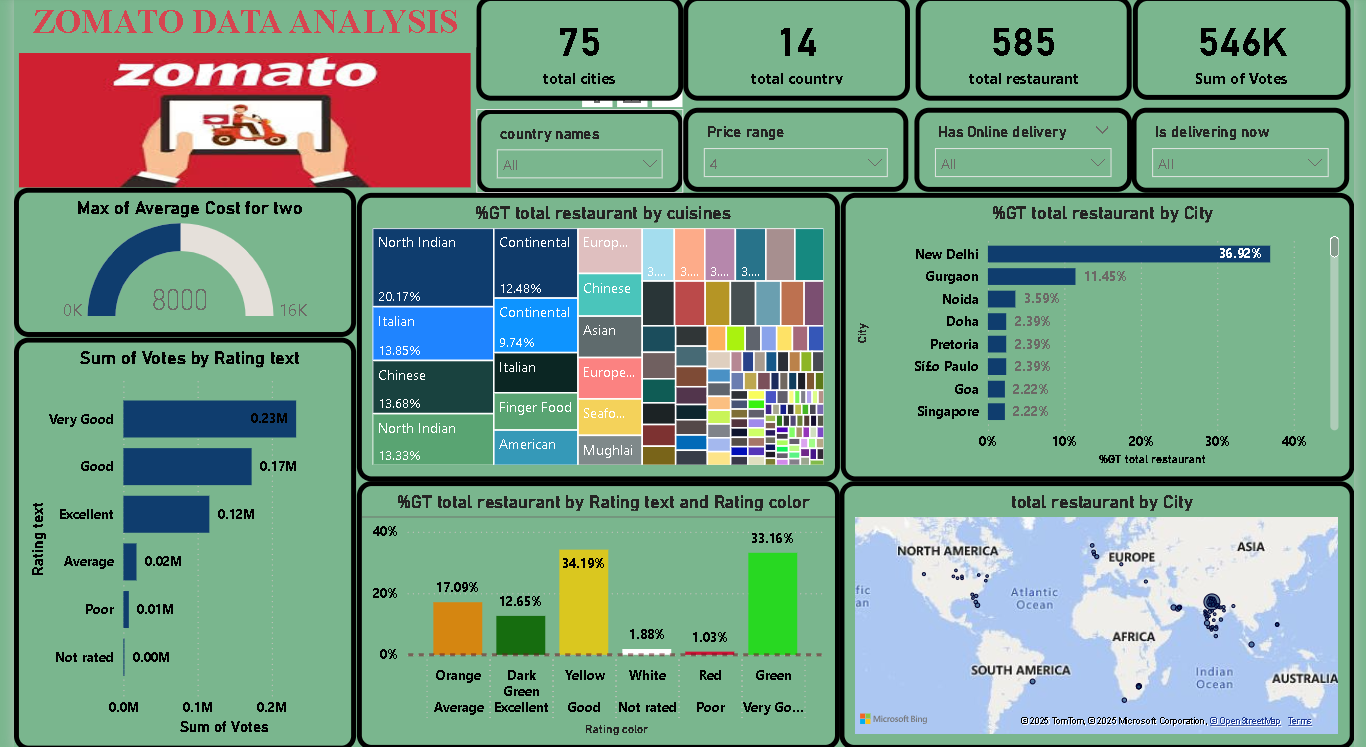 ZOMATO DATA ANALYSIS
zomato
75
total cities
14
total country
585
total restaurant
546K
Sum of Votes
country names
All
Price range
4
Has Online delivery
All
Is delivering now
All
Max of Average Cost for two
8000
0K
16K
Sum of Votes by Rating text
Rating text
Very Good
0.23M
Good
0.17M
Excellent
0.12M
Average
0.02M
Poor
0.01M
Not rated
0.00M
0.0M
0.1M
0.2M
Sum of Votes
%GT total restaurant by cuisines
North Indian
20.17%
Italian
13.85%
Chinese
13.68%
North Indian
13.33%
Continental
12.48%
Continental
9.74%
Italian
Finger Food
American
Europ...
Chinese
Asian
Europe...
Seafo...
Mughlai
3....
3....
3....
3....
%GT total restaurant by City
City
New Delhi
36.92%
Gurgaon
11.45%
Noida
3.59%
Doha
2.39%
Pretoria
2.39%
Sí£o Paulo
2.39%
Goa
2.22%
Singapore
2.22%
0%
10%
20%
30%
40%
%GT total restaurant
%GT total restaurant by Rating text and Rating color
40%
20%
0%
17.09%
12.65%
34.19%
1.88%
1.03%
33.16%
Orange
Dark
Green
Yellow
White
Red
Green
Average
Excellent
Good
Not rated
Poor
Very Go...
Rating color
total restaurant by City
NORTH AMERICA
EUROPE
ASIA
fic
an
Atlantic
Ocean
AFRICA
SOUTH AMERICA
Indian
Ocean
AUSTRALIA
Microsoft Bing
©2025 TomTom, ©2025 Microsoft Corporation, © OpenStreetMap Terms